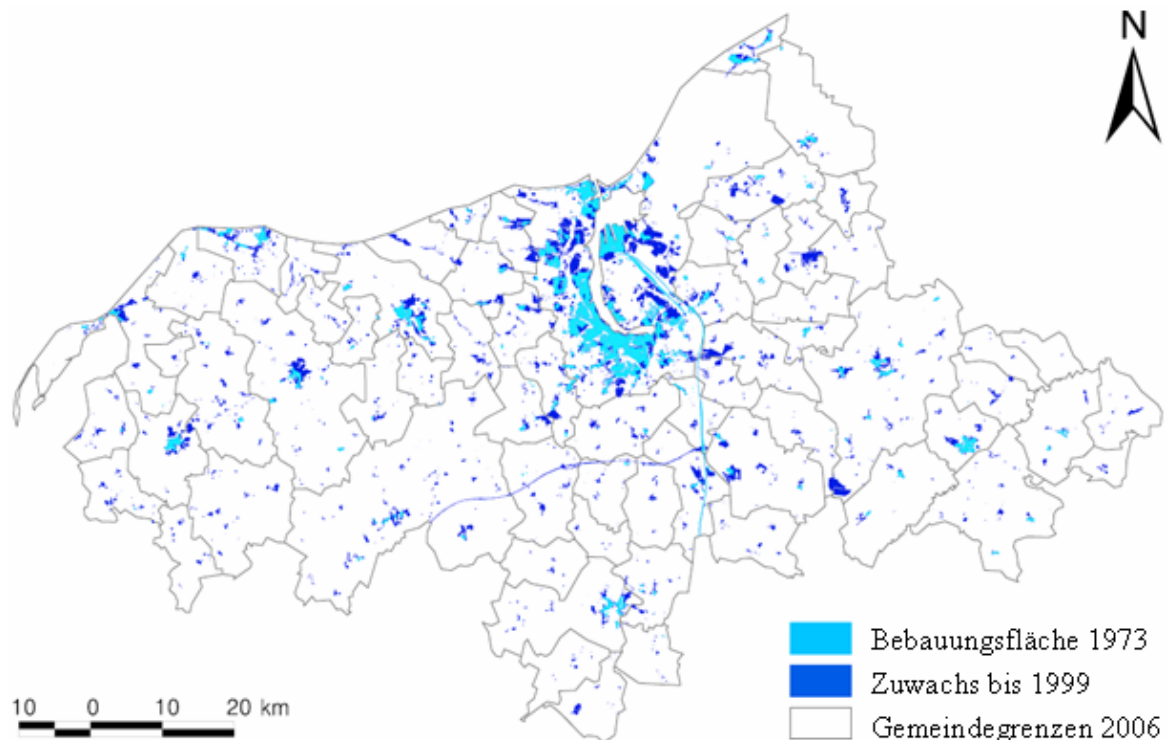 N
Bebauungsfläche 1973
Zuwachs bis 1999
Gemeindegrenzen 2006
10 0 10 20 km